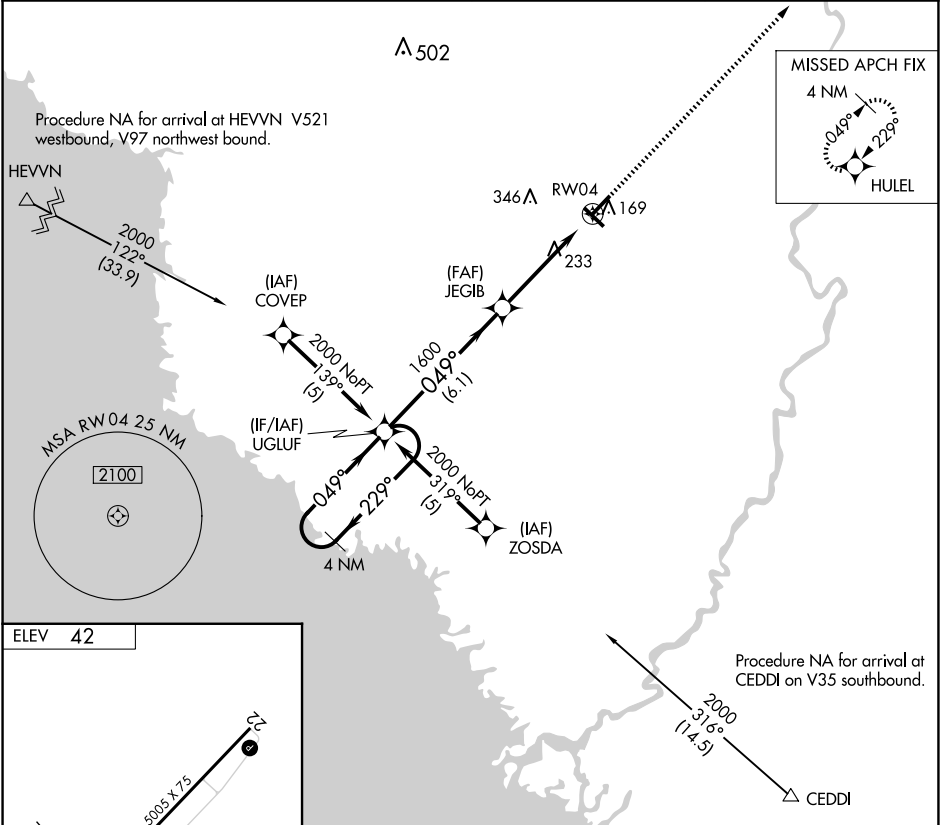 502
MISSED APCH FIX
4 NM
049°
229°
HULEL
Procedure NA for arrival at HEVVN V521
westbound, V97 northwest bound.
HEVVN
2000
122°
(33.9)
346
RW04
169
233
(IAF)
COVEP
(FAF)
JEGIB
2000 NoPT
139°
(5)
1600
049°
(6.1)
(IF/IAF)
UGLUF
MSA RW04 25 NM
2100
049°
229°
2000 NoPT
319°
(5)
(IAF)
ZOSDA
4 NM
ELEV 42
Procedure NA for arrival at
CEDDI on V35 southbound.
2000
316°
(14.5)
CEDDI
22
P
5005 X 75